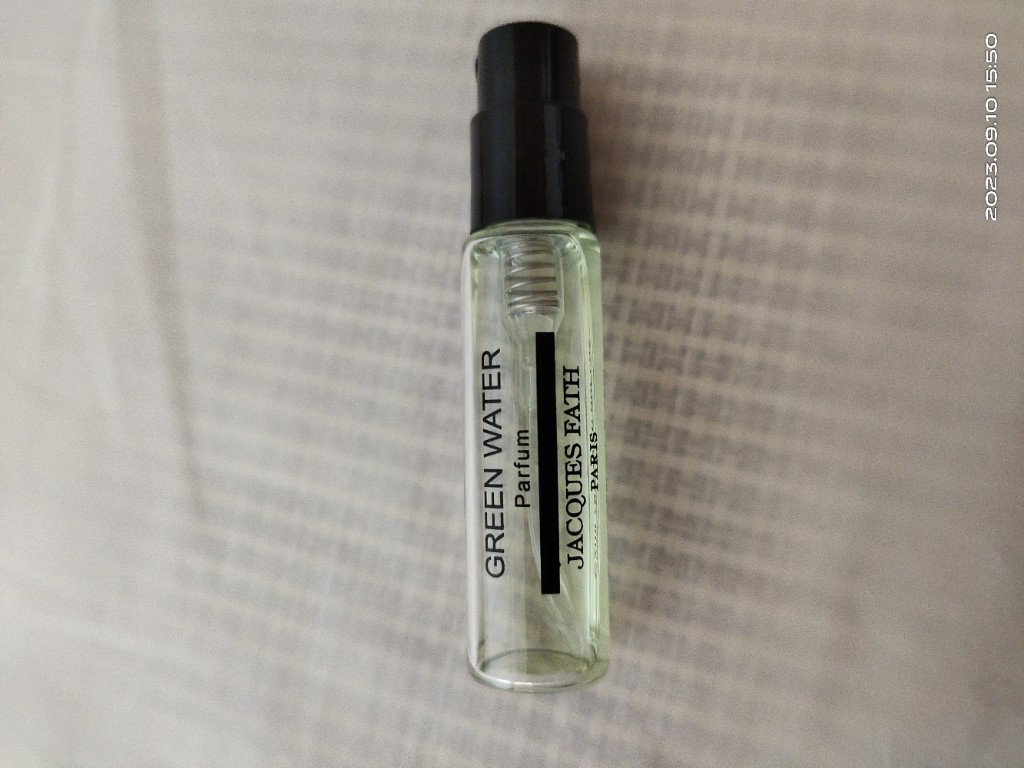 GREEN WATER
Parfum
JACQUES FATH
PARIS
2023.09.10 15:50